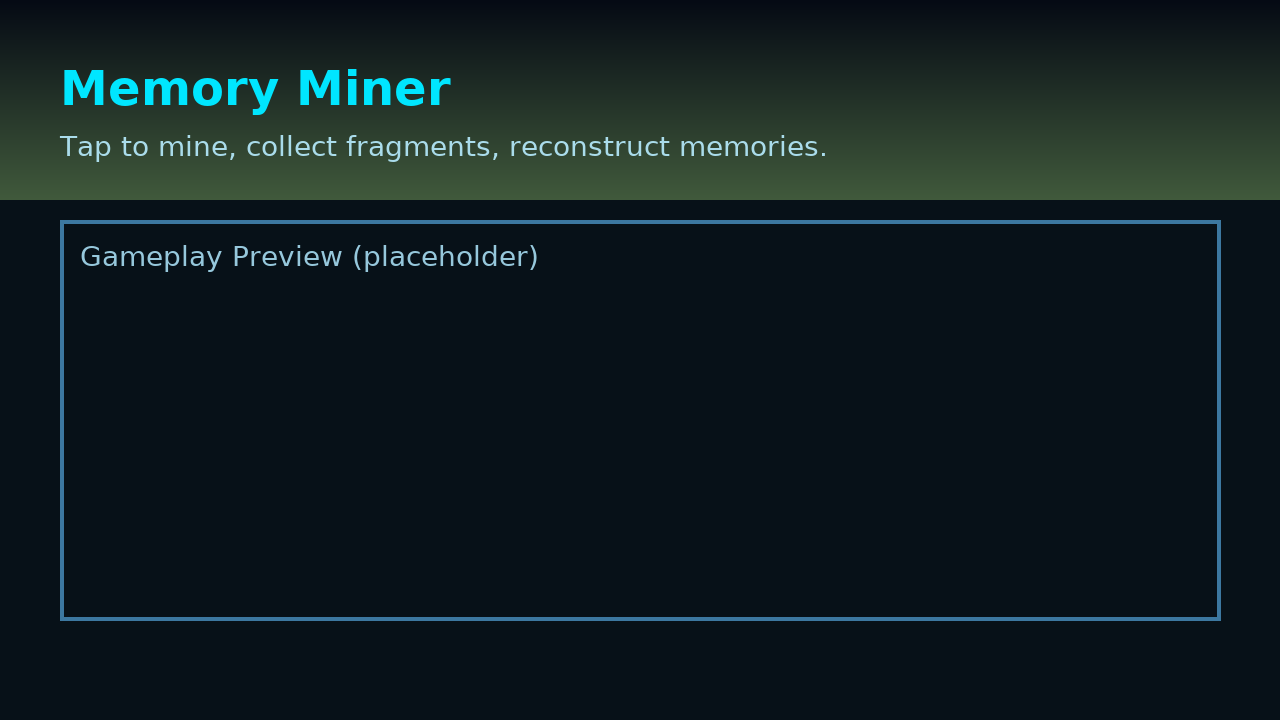 Memory Miner
Tap to mine, collect fragments, reconstruct memories.
Gameplay Preview (placeholder)